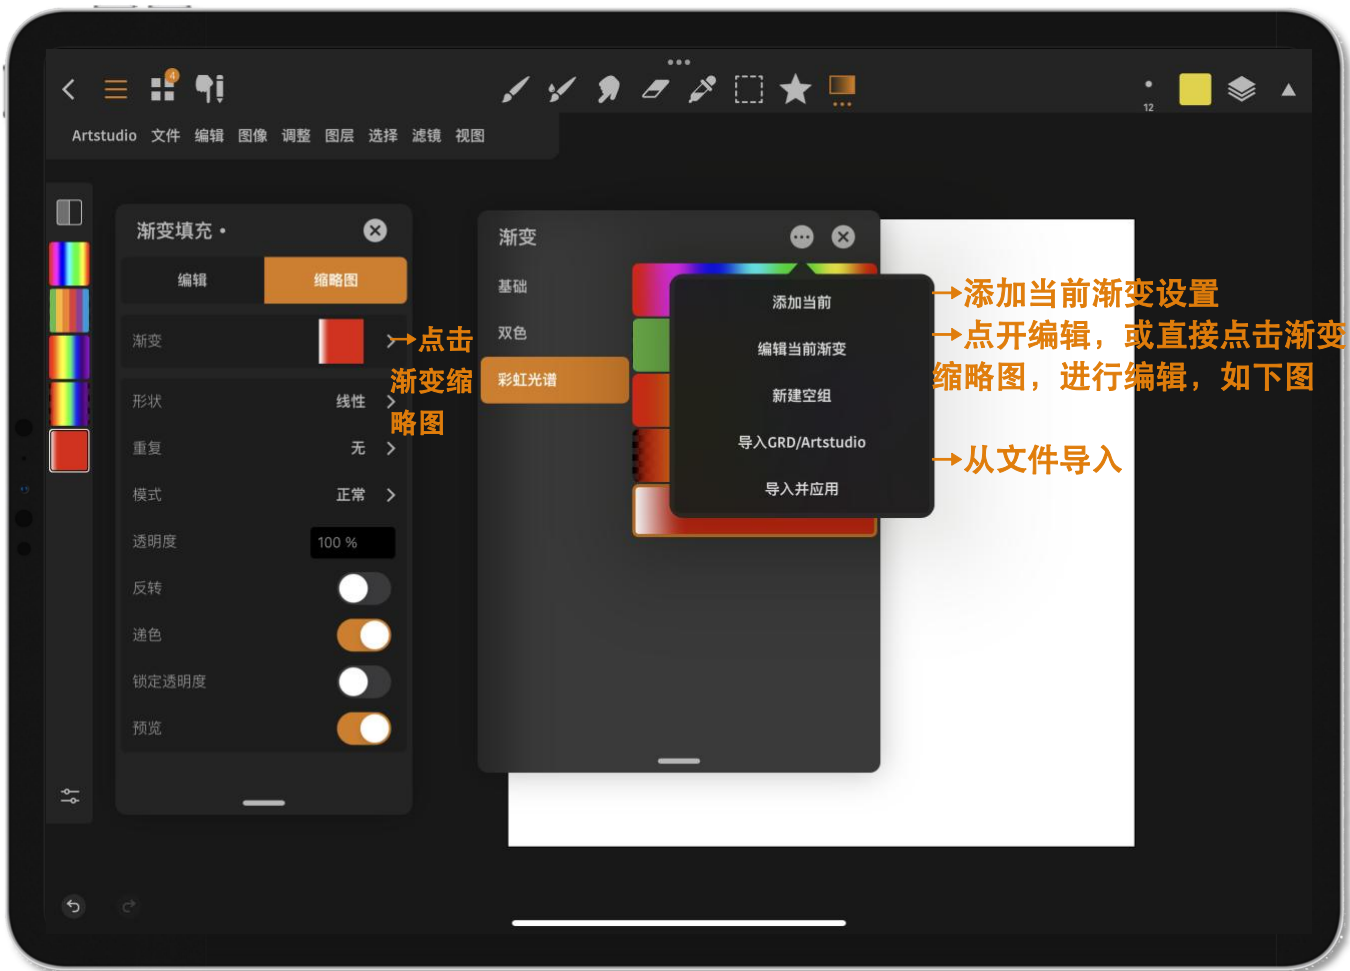 4
12
Artstudio 文件 编辑 图像 调整 图层 选择 滤镜 视图
渐变填充 •
编辑 缩略图
渐变
形状 线性
重复 无
模式 正常
透明度 100 %
反转
递色
锁定透明度
预览
→点击
渐变缩
略图
渐变
基础
双色
彩虹光谱
添加当前
编辑当前渐变
新建空组
导入GRD/Artstudio
导入并应用
→添加当前渐变设置
→点开编辑，或直接点击渐变
缩略图，进行编辑，如下图
→从文件导入